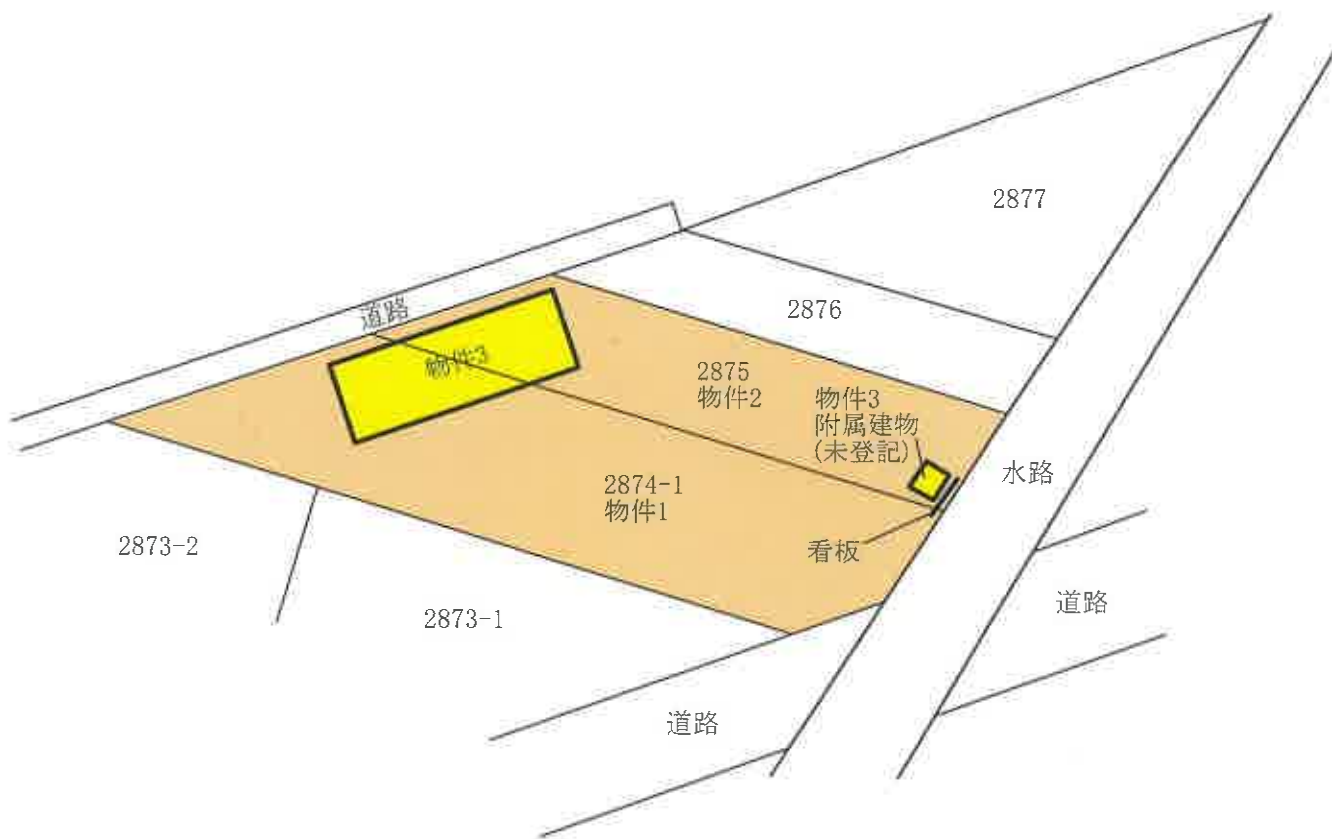 2877
道路
2876
物件3
2875
物件2
物件3
附属建物
(未登記)
水路
2874-1
物件1
看板
2873-2
2873-1
道路
道路